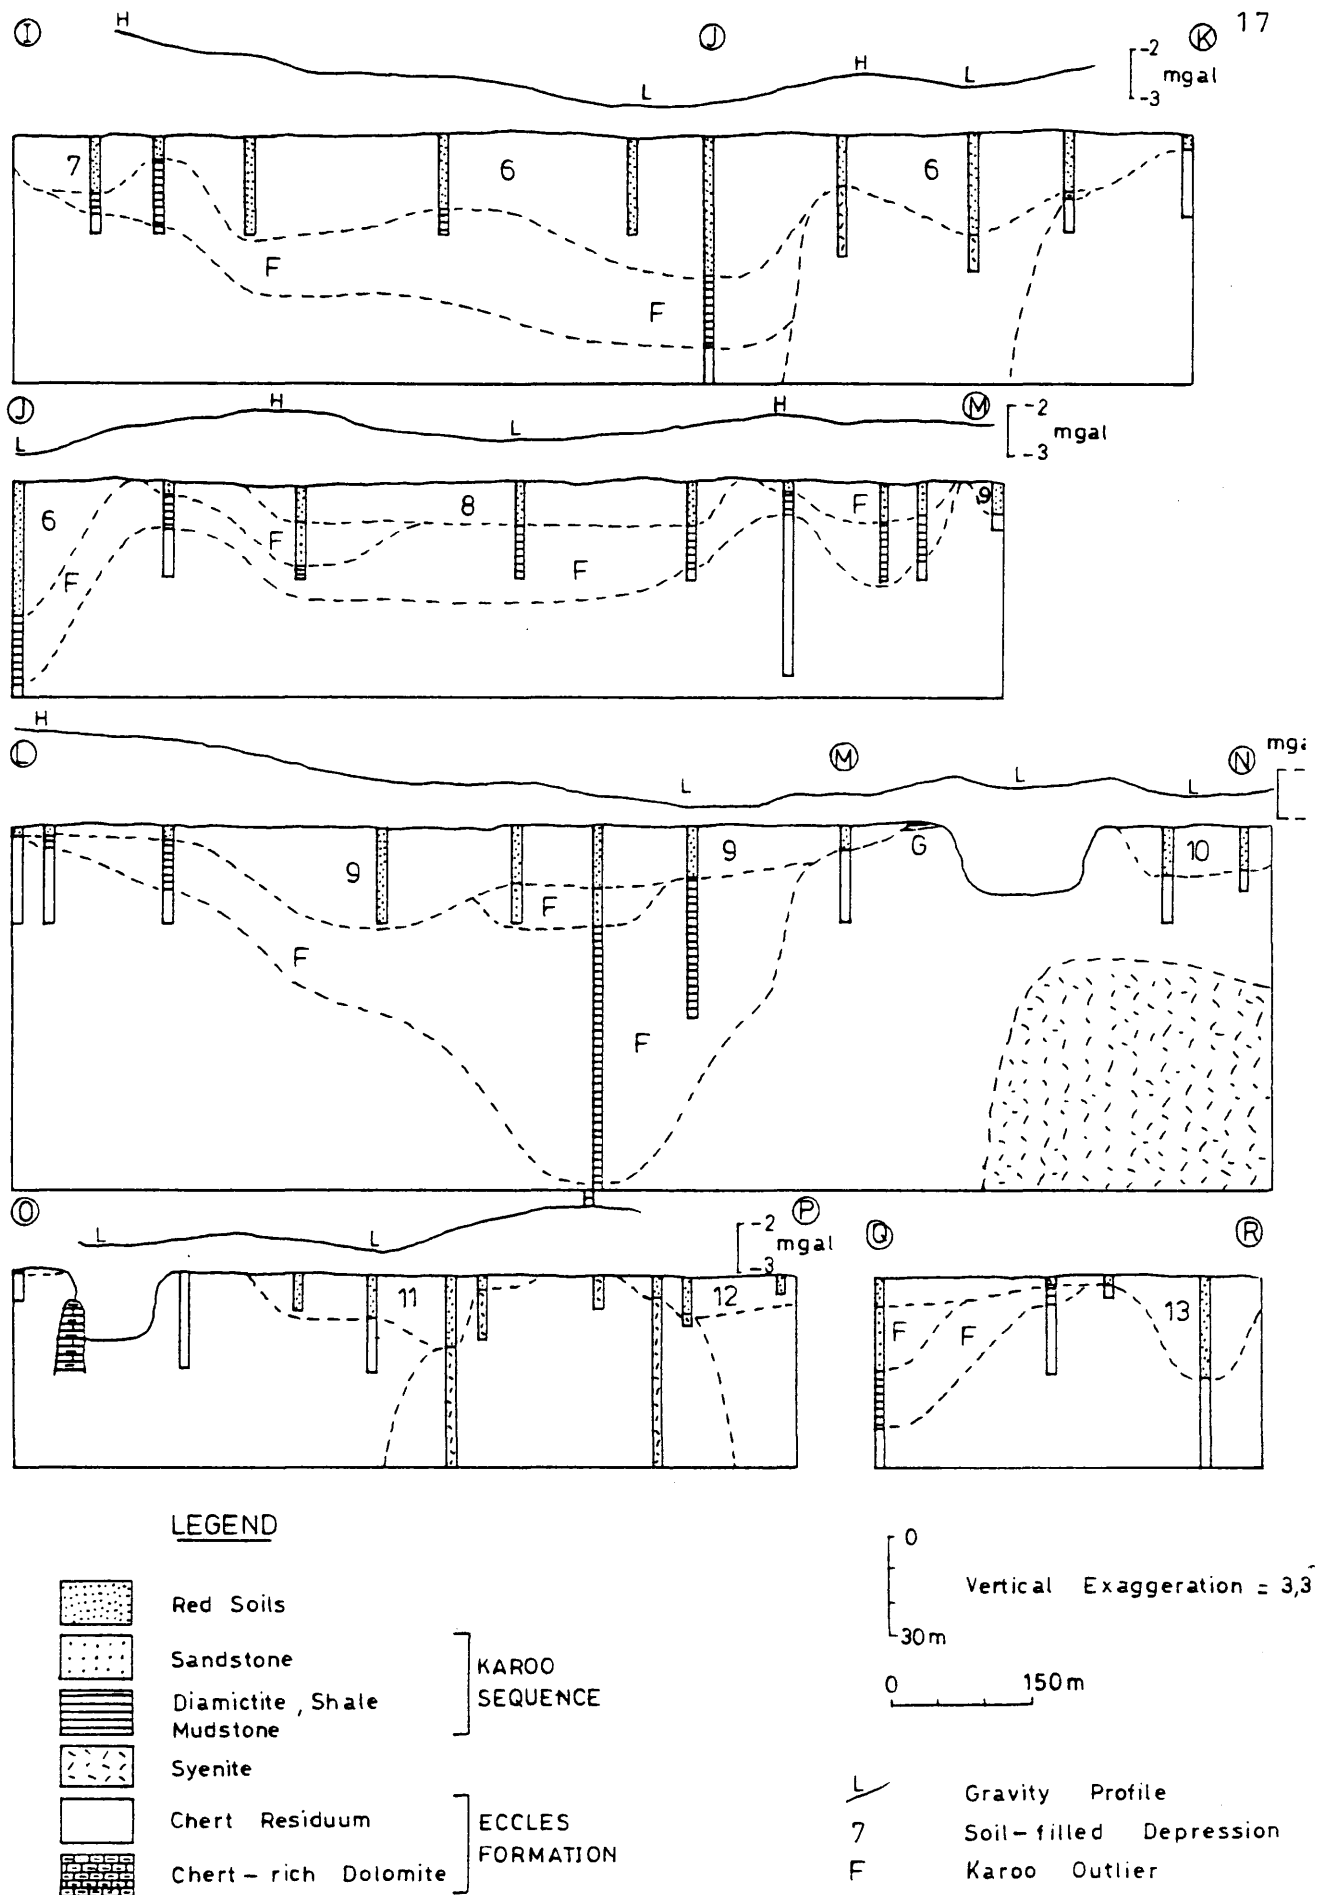 I H J K 17
H L -2
L -3 mgal
7 6 6
F
F
J H H M -2
L L -3 mgal
6 8 F 9
F F F
H
L M L N
L L
9 9 G 10
F
F
F
O L L H -2 P Q R
-3 mgal
11 12 13
F F
LEGEND
0
Red Soils
Vertical Exaggeration = 3,3
30m
Sandstone
KAROO
SEQUENCE
0 150m
Diamictite, Shale
Mudstone
Syenite
L Gravity Profile
Chert Residuum
ECCLES
FORMATION
7 Soil-filled Depression
Chert-rich Dolomite
F Karoo Outlier